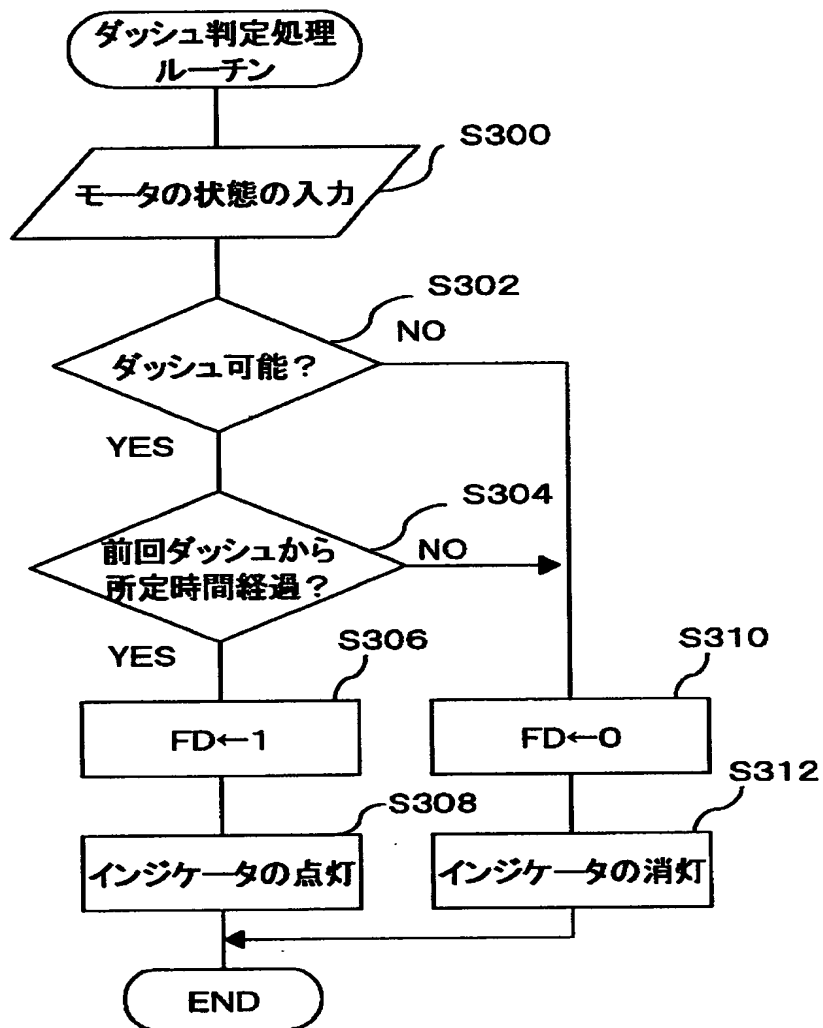 ダッシュ判定処理
ルーチン
S300
モータの状態の入力
S302
ダッシュ可能？
NO
YES
S304
前回ダッシュから
所定時間経過？
NO
YES
S306
FD←1
S310
FD←0
S308
インジケータの点灯
S312
インジケータの消灯
END